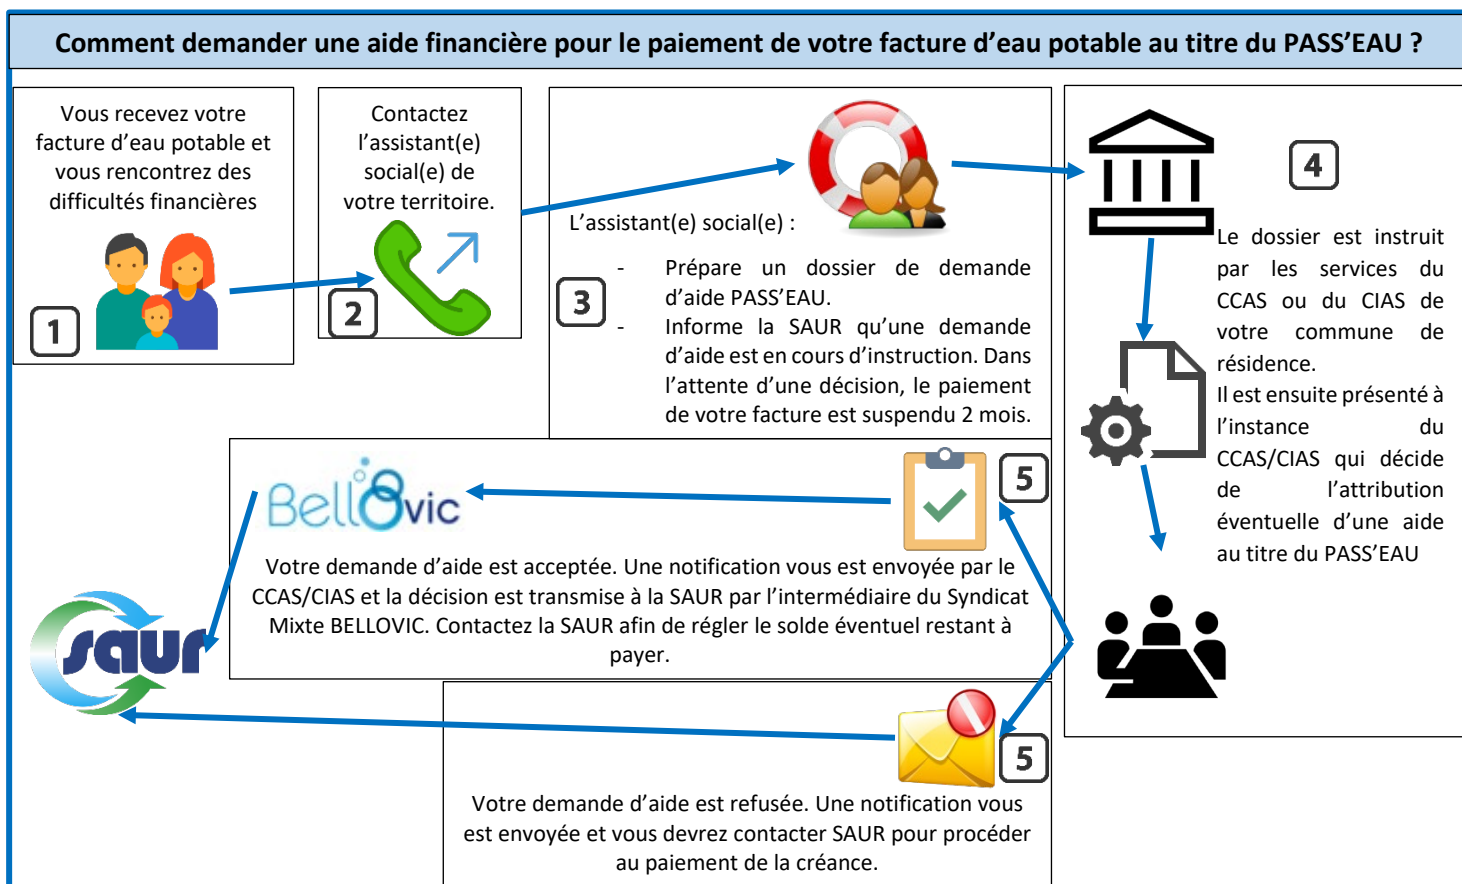 Comment demander une aide financière pour le paiement de votre facture d’eau potable au titre du PASS’EAU ?
Vous recevez votre
facture d’eau potable et
vous rencontrez des
difficultés financières
1
Contactez
l’assistant(e)
social(e) de
votre territoire.
2
L’assistant(e) social(e) :
3
- Prépare un dossier de demande
d’aide PASS’EAU.
- Informe la SAUR qu’une demande
d’aide est en cours d’instruction. Dans
l’attente d’une décision, le paiement
de votre facture est suspendu 2 mois.
4
Le dossier est instruit
par les services du
CCAS ou du CIAS de
votre commune de
résidence.
Il est ensuite présenté à
l’instance du
CCAS/CIAS qui décide
de l’attribution
éventuelle d’une aide
au titre du PASS’EAU
5
BellOvic
Votre demande d’aide est acceptée. Une notification vous est envoyée par le
CCAS/CIAS et la décision est transmise à la SAUR par l’intermédiaire du Syndicat
Mixte BELLOVIC. Contactez la SAUR afin de régler le solde éventuel restant à
payer.
saur
5
Votre demande d’aide est refusée. Une notification vous
est envoyée et vous devrez contacter SAUR pour procéder
au paiement de la créance.